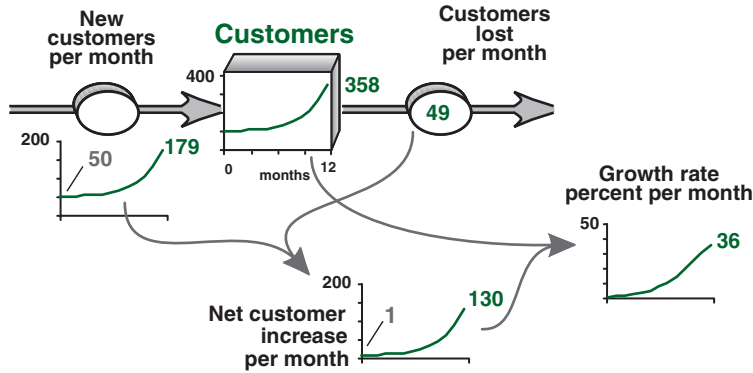 New
customers
per month
Customers
Customers
lost
per month
400
358
49
200
50
179
0
months
12
Growth rate
percent per month
50
36
200
Net customer
increase
per month
1
130